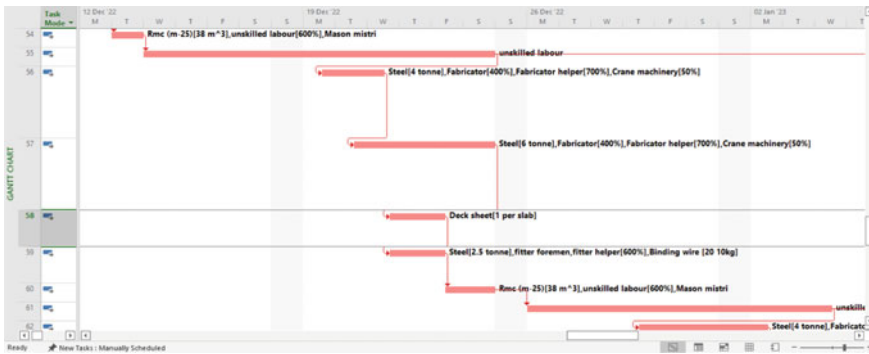 Task Mode
12 Dec '22 19 Dec '22 26 Dec '22 02 Jan '23
M T W T F S S M T W T F S S M T W T F S S M T W T
54 Rmc (m-25)[38 m^3],unskilled labour[600%],Mason mistri
55 unskilled labour
56 Steel[4 tonne],Fabricator[400%],Fabricator helper[700%],Crane machinery[50%]
57 Steel[6 tonne],Fabricator[400%],Fabricator helper[700%],Crane machinery[50%]
GANTT CHART
58 Deck sheet[1 per slab]
59 Steel[2.5 tonne],fitter foremen,fitter helper[600%],Binding wire [20 10kg]
60 Rmc (m-25)[38 m^3],unskilled labour[600%],Mason mistri
61 unskille
62 Steel[4 tonne],Fabricato
Ready New Tasks : Manually Scheduled